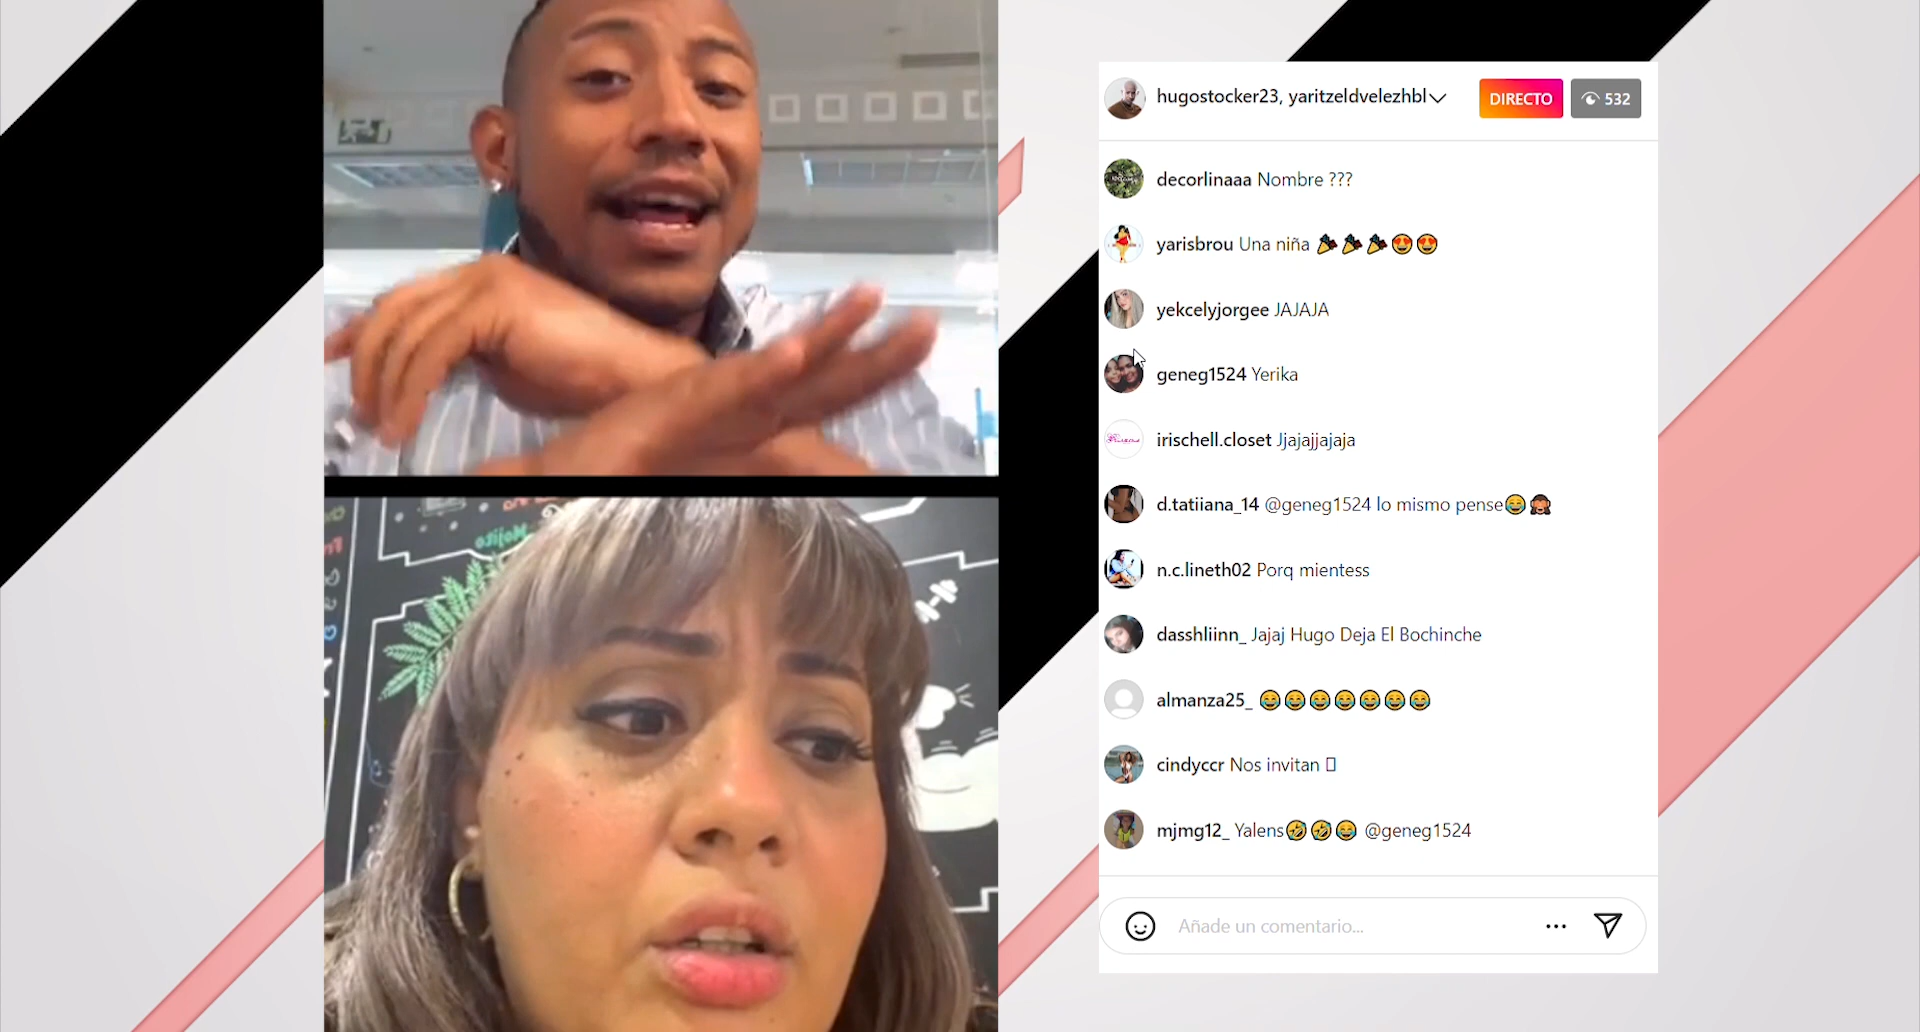 hugostocker23, yaritzeldvelezhbl
DIRECTO
532
decorlinaaa Nombre ???
yarisbrou Una niña 🎉🎉🎉😍😍
yekcelyjorgee JAJAJA
geneg1524 Yerika
irischell.closet Jjajajjajaja
d.tatiiana_14 @geneg1524 lo mismo pense😂🙈
n.c.lineth02 Porq mientess
dasshliinn_ Jajaj Hugo Deja El Bochinche
almanza25_ 😂😂😂😂😂😂😂
cindyccr Nos invitan
mjmg12_ Yalens🤣🤣😂 @geneg1524
Añade un comentario...
Mojito